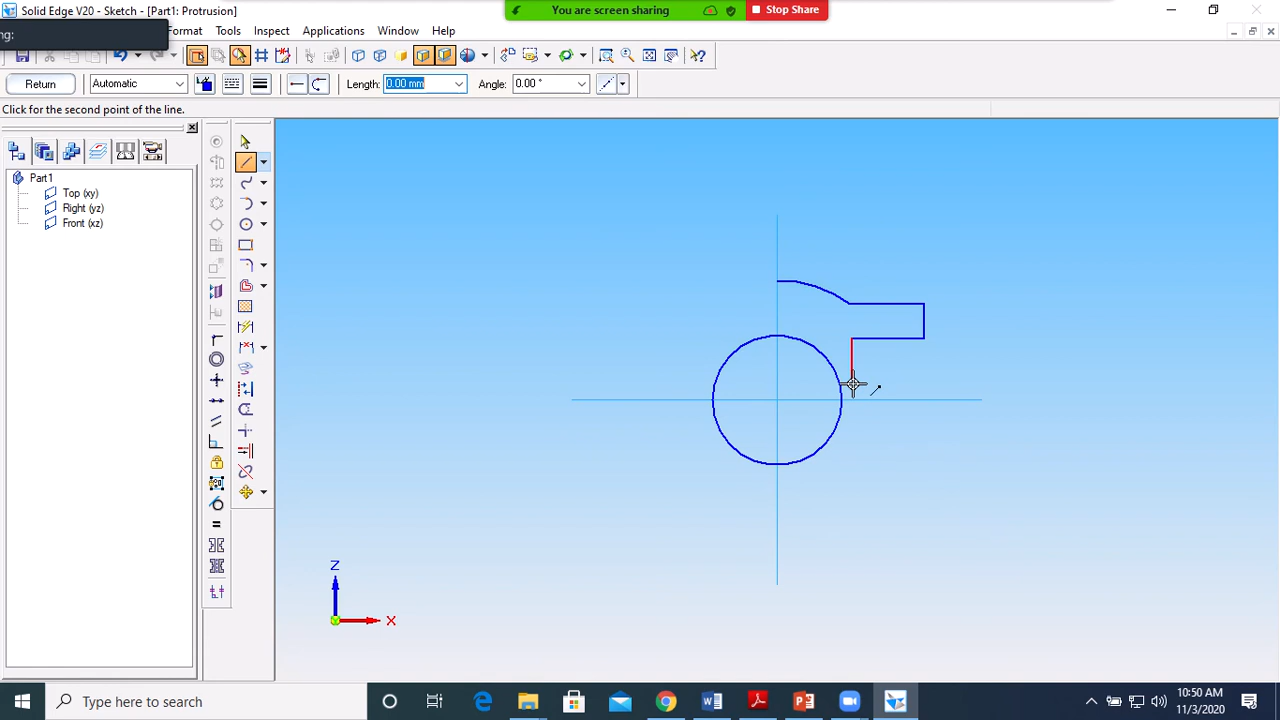 Solid Edge V20 - Sketch - [Part1: Protrusion]
You are screen sharing
Stop Share
ng:
Format Tools Inspect Applications Window Help
Return Automatic Length: 0.00 mm Angle: 0.00 °
Click for the second point of the line.
Part1
Top (xy)
Right (yz)
Front (xz)
Z
X
Type here to search
10:50 AM
11/3/2020